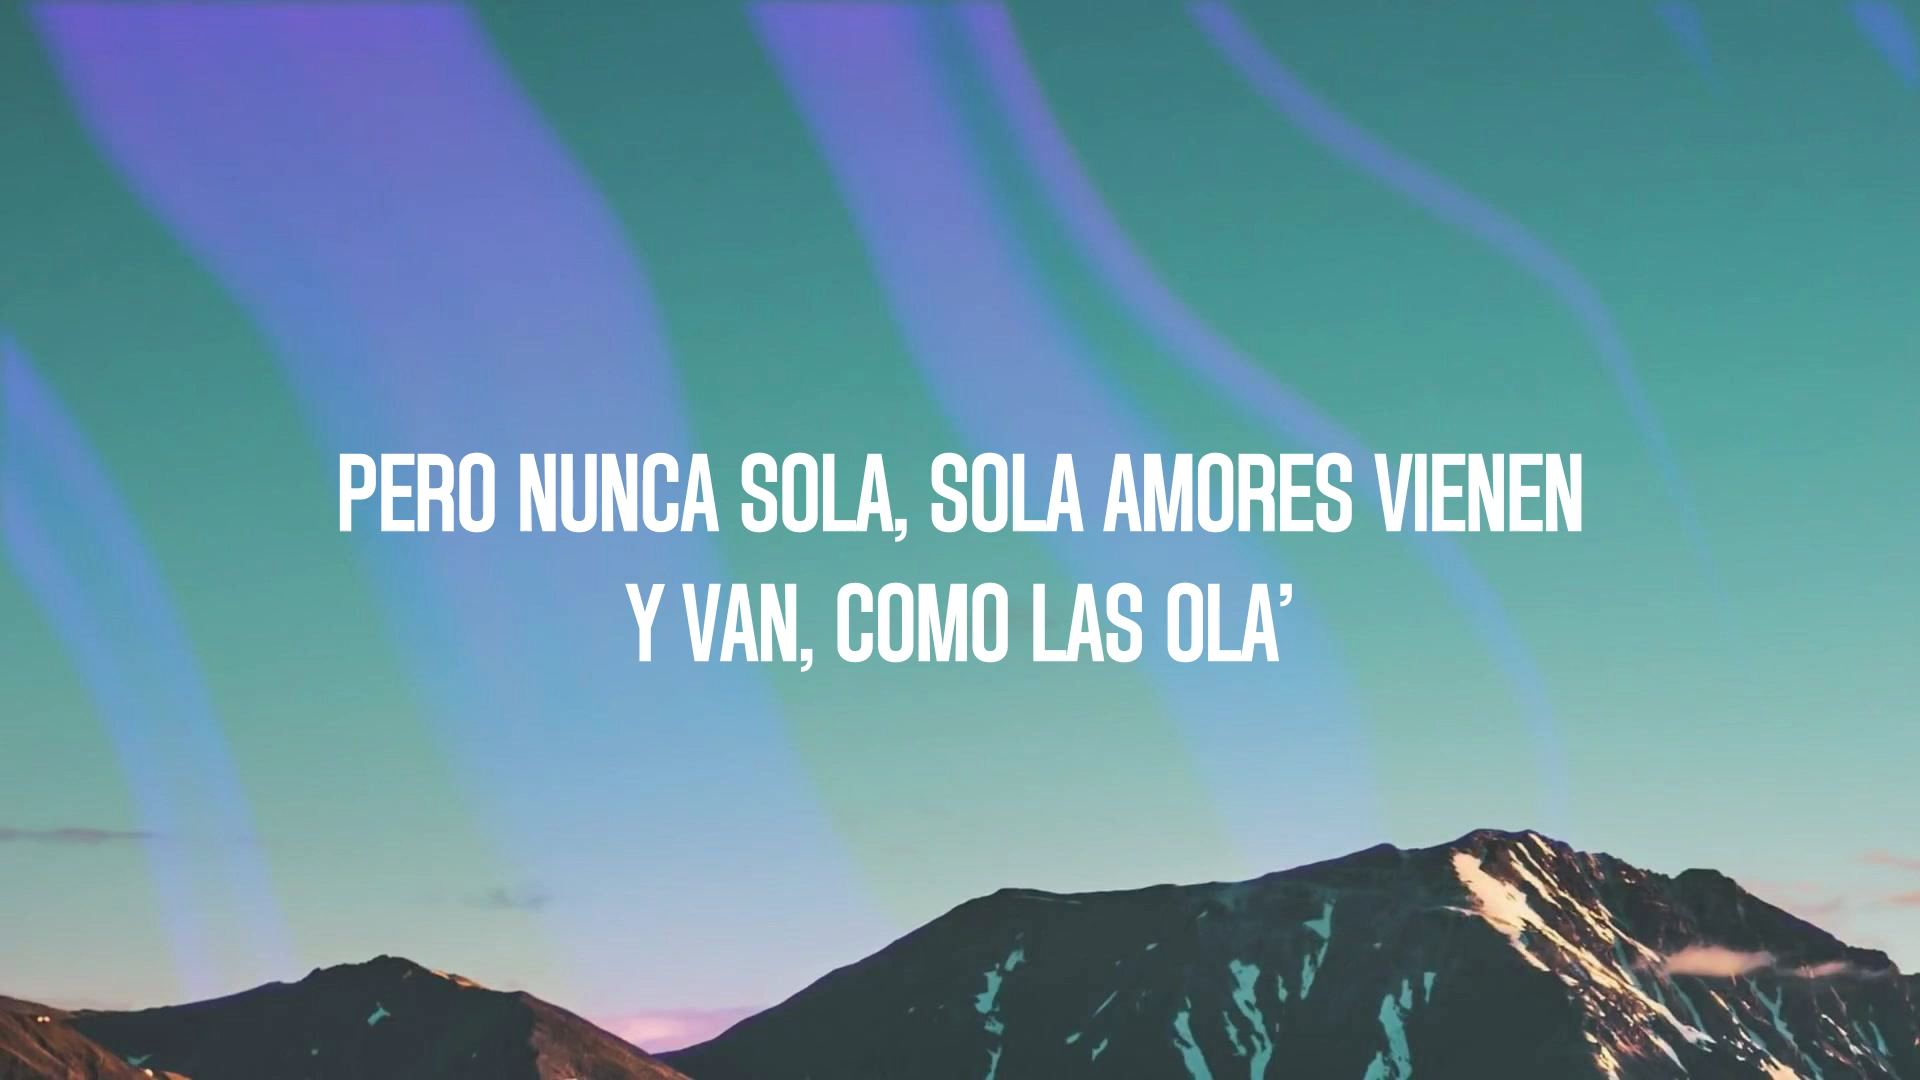 PERO NUNCA SOLA, SOLA AMORES VIENEN
Y VAN, COMO LAS OLA’